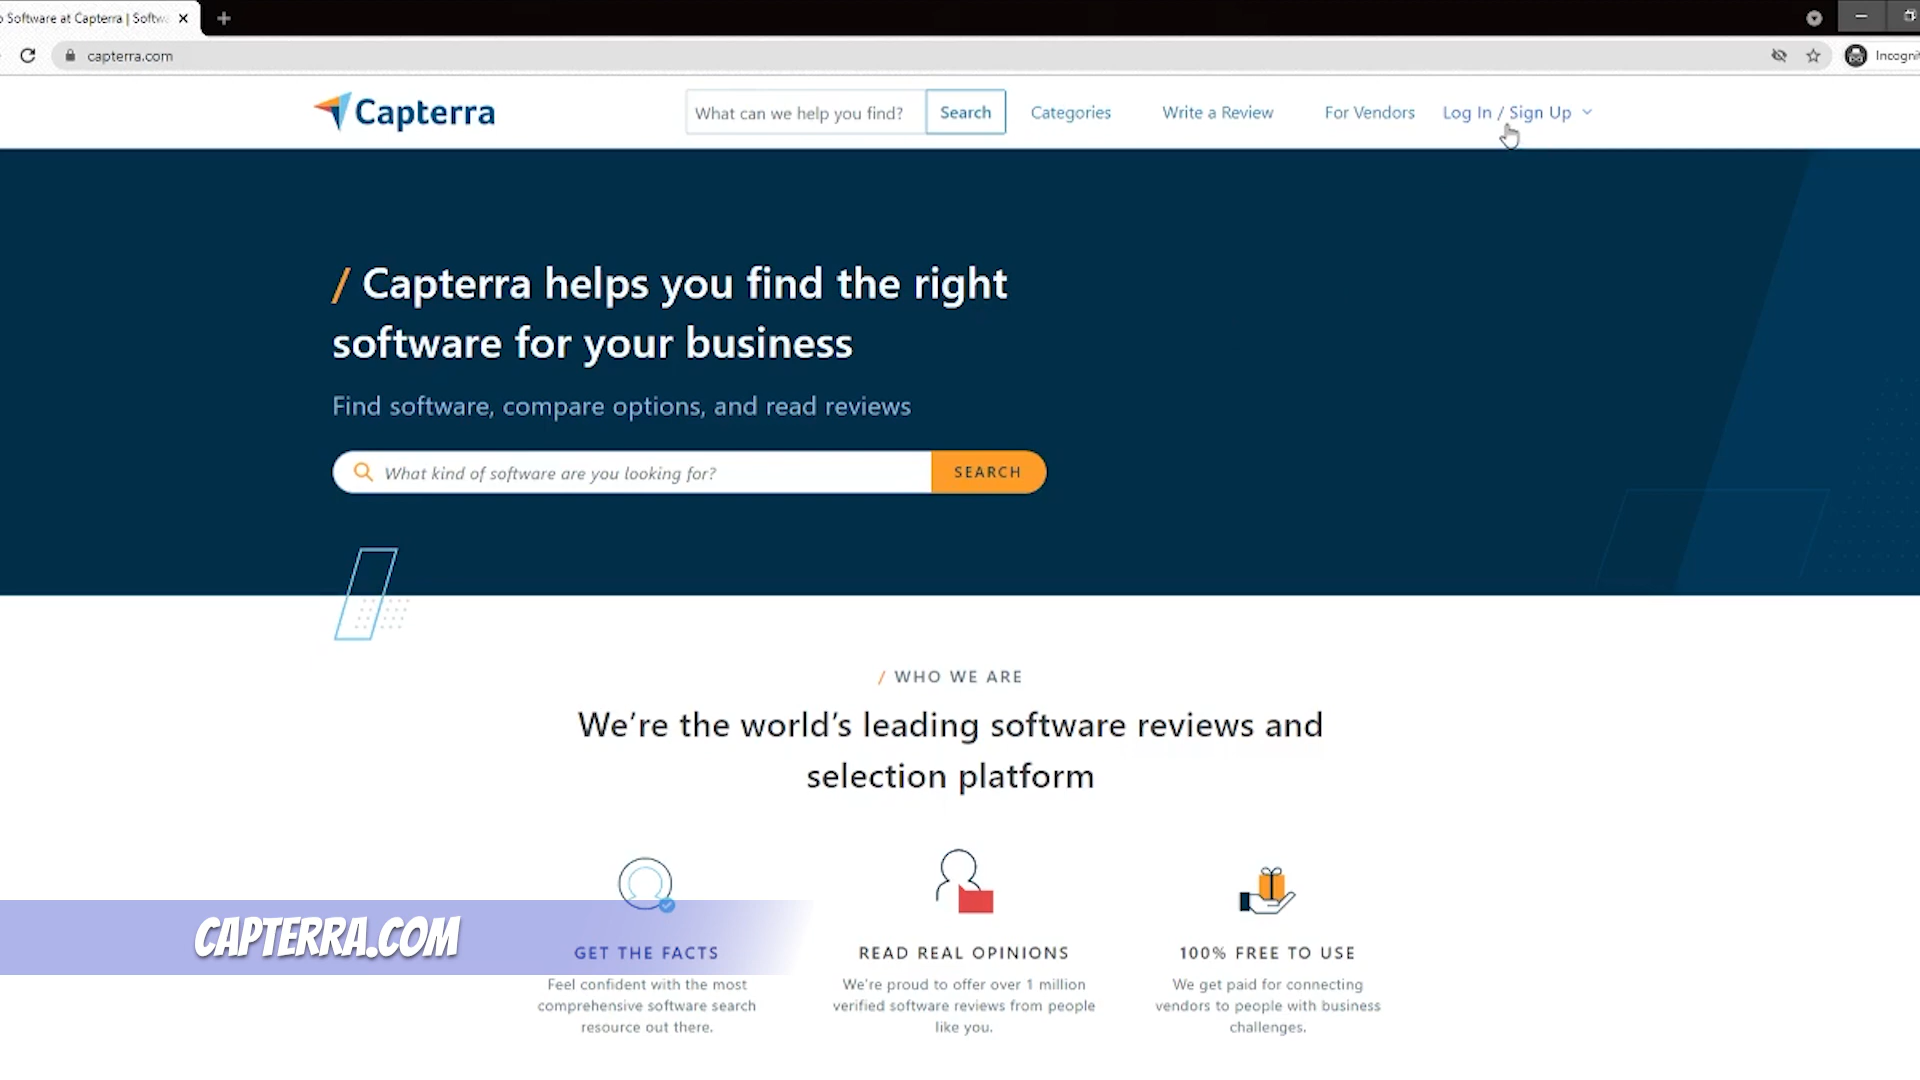 Software at Capterra | Softw
capterra.com
Incognit
Capterra
What can we help you find?
Search
Categories
Write a Review
For Vendors
Log In / Sign Up
/ Capterra helps you find the right
software for your business
Find software, compare options, and read reviews
What kind of software are you looking for?
SEARCH
/ WHO WE ARE
We’re the world’s leading software reviews and
selection platform
CAPTERRA.COM
GET THE FACTS
Feel confident with the most
comprehensive software search
resource out there.
READ REAL OPINIONS
We're proud to offer over 1 million
verified software reviews from people
like you.
100% FREE TO USE
We get paid for connecting
vendors to people with business
challenges.